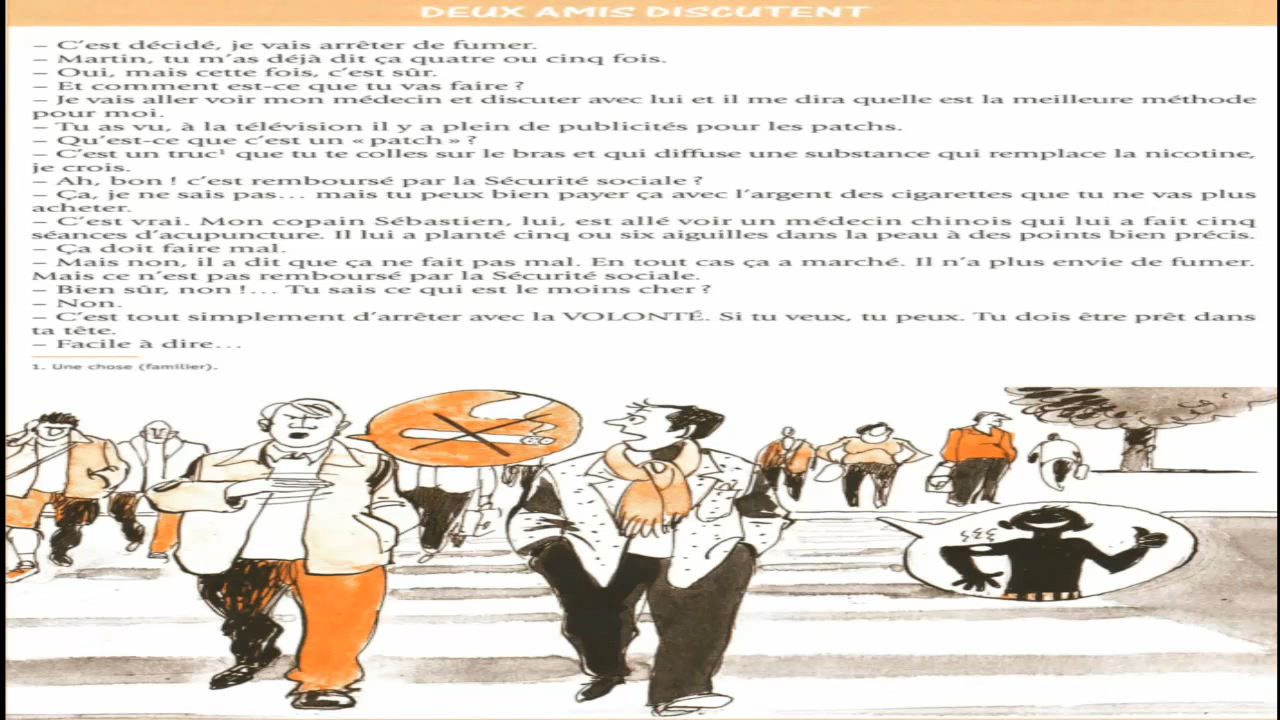 DEUX AMIS DISCUTENT
– C'est décidé, je vais arrêter de fumer.
– Martin, tu m'as déjà dit ça quatre ou cinq fois.
– Oui, mais cette fois, c'est sûr.
– Et comment est-ce que tu vas faire ?
– Je vais aller voir mon médecin et discuter avec lui et il me dira quelle est la meilleure méthode
pour moi.
– Tu as vu, à la télévision il y a plein de publicités pour les patchs.
– Qu'est-ce que c'est un « patch » ?
– C'est un truc¹ que tu te colles sur le bras et qui diffuse une substance qui remplace la nicotine,
je crois.
– Ah, bon ! c'est remboursé par la Sécurité sociale ?
– Ça, je ne sais pas... mais tu peux bien payer ça avec l'argent des cigarettes que tu ne vas plus
acheter.
– C'est vrai. Mon copain Sébastien, lui, est allé voir un médecin chinois qui lui a fait cinq
séances d'acupuncture. Il lui a planté cinq ou six aiguilles dans la peau à des points bien précis.
– Ça doit faire mal.
– Mais non, il a dit que ça ne fait pas mal. En tout cas ça a marché. Il n'a plus envie de fumer.
Mais ce n'est pas remboursé par la Sécurité sociale.
– Bien sûr, non !... Tu sais ce qui est le moins cher ?
– Non.
– C'est tout simplement d'arrêter avec la VOLONTÉ. Si tu veux, tu peux. Tu dois être prêt dans
ta tête.
– Facile à dire...
1. Une chose (familier).